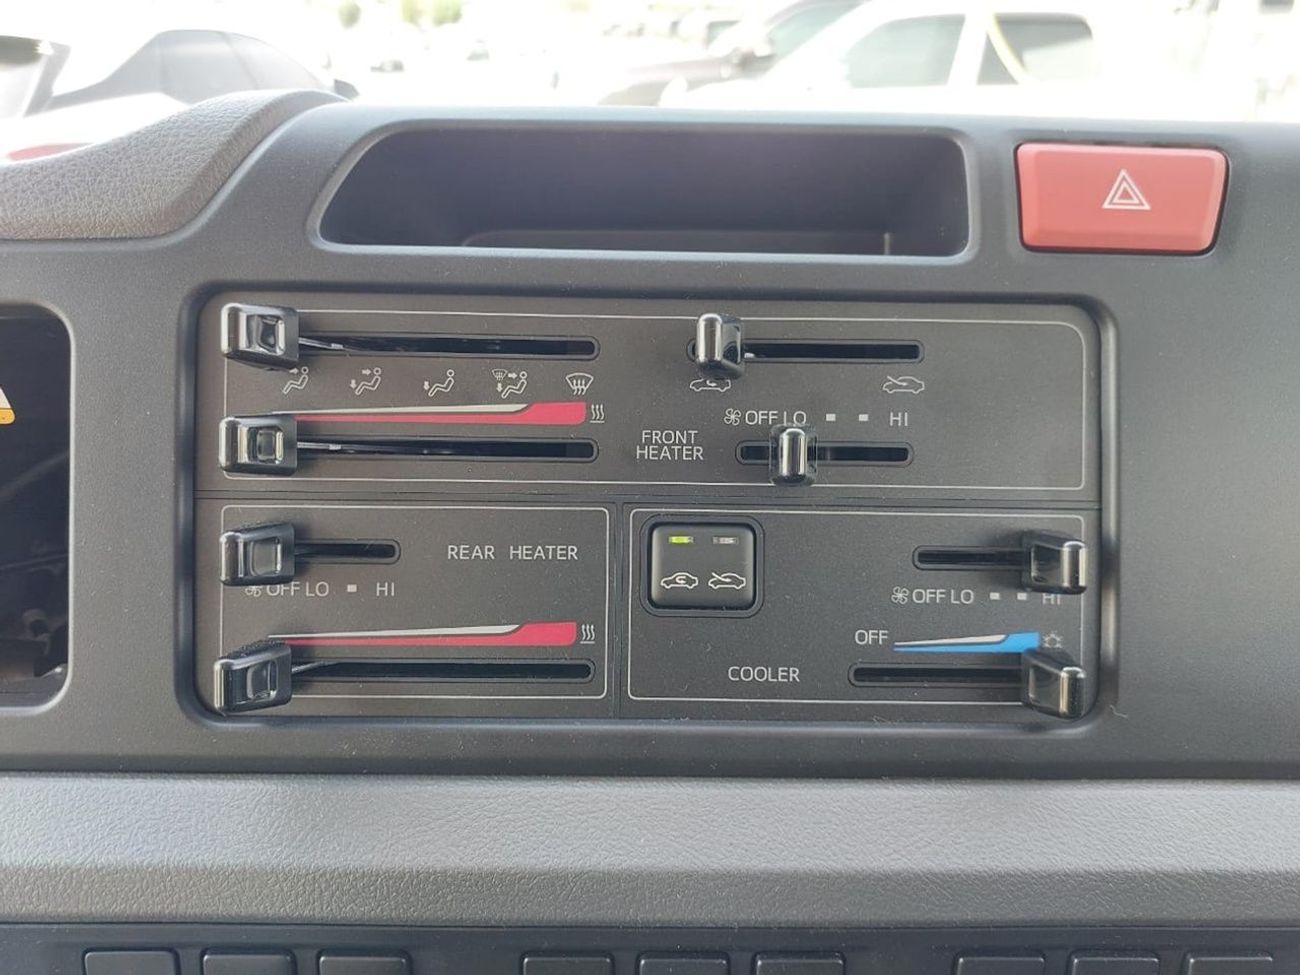 OFF LO HI
FRONT
HEATER
REAR HEATER
OFF LO HI
OFF LO HI
OFF
COOLER